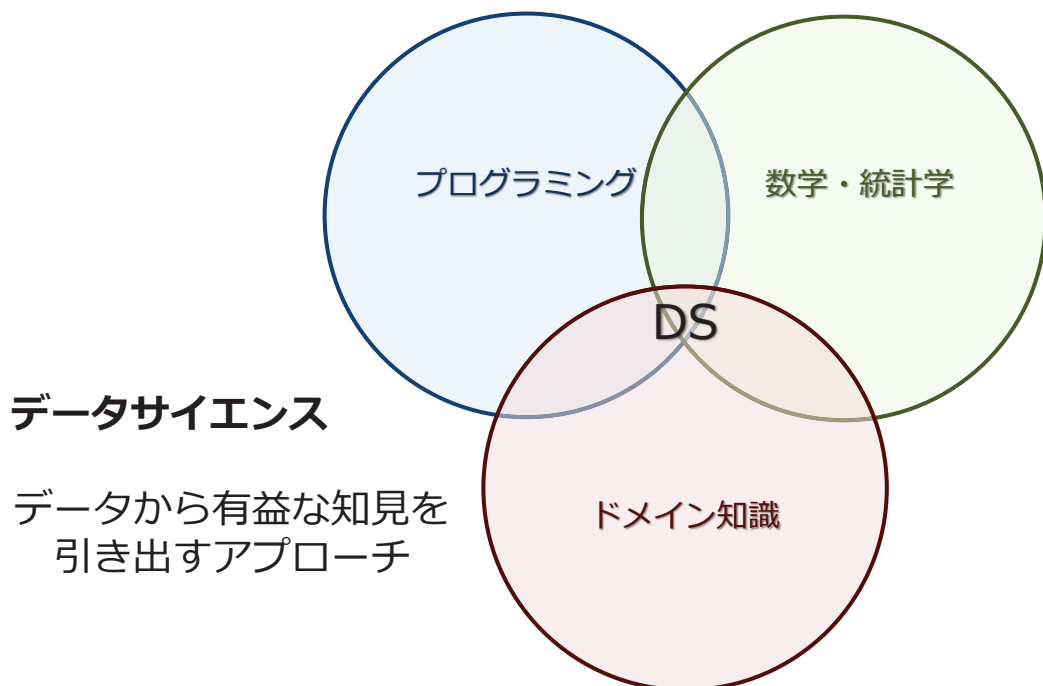 プログラミング
数学・統計学
DS
データサイエンス
データから有益な知見を
引き出すアプローチ
ドメイン知識